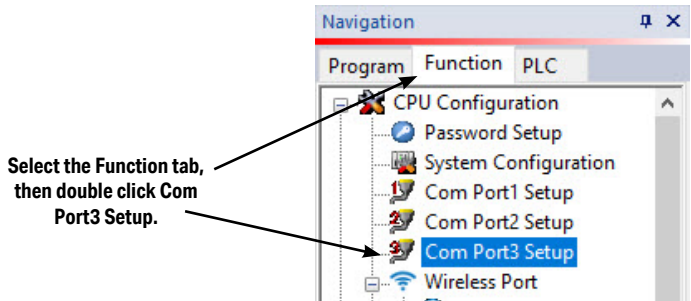 Navigation
Program Function PLC
CPU Configuration
Password Setup
System Configuration
Select the Function tab,
then double click Com
Port3 Setup.
Com Port1 Setup
Com Port2 Setup
Com Port3 Setup
Wireless Port